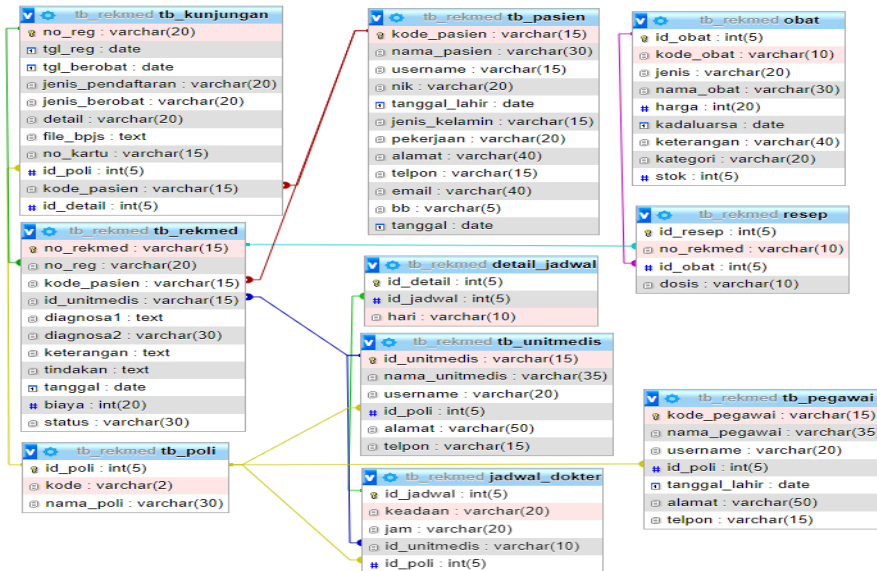 tb_rekmed tb_kunjungan
no_reg : varchar(20)
tgl_reg : date
tgl_berobat : date
jenis_pendaftaran : varchar(20)
jenis_berobat : varchar(20)
detail : varchar(20)
file_bpjs : text
no_kartu : varchar(15)
id_poli : int(5)
kode_pasien : varchar(15)
id_detail : int(5)
tb_rekmed tb_pasien
kode_pasien : varchar(15)
nama_pasien : varchar(30)
username : varchar(15)
nik : varchar(20)
tanggal_lahir : date
jenis_kelamin : varchar(15)
pekerjaan : varchar(20)
alamat : varchar(40)
telpon : varchar(15)
email : varchar(40)
bb : varchar(5)
tanggal : date
tb_rekmed obat
id_obat : int(5)
kode_obat : varchar(10)
jenis : varchar(20)
nama_obat : varchar(30)
harga : int(20)
kadaluarsa : date
keterangan : varchar(40)
kategori : varchar(20)
stok : int(5)
tb_rekmed tb_rekmed
no_rekmed : varchar(15)
no_reg : varchar(20)
kode_pasien : varchar(15)
id_unitmedis : varchar(15)
diagnosa1 : text
diagnosa2 : varchar(30)
keterangan : text
tindakan : text
tanggal : date
biaya : int(20)
status : varchar(30)
tb_rekmed detail_jadwal
id_detail : int(5)
id_jadwal : int(5)
hari : varchar(10)
tb_rekmed resep
id_resep : int(5)
no_rekmed : varchar(10)
id_obat : int(5)
dosis : varchar(10)
tb_rekmed tb_unitmedis
id_unitmedis : varchar(15)
nama_unitmedis : varchar(35)
username : varchar(20)
id_poli : int(5)
alamat : varchar(50)
telpon : varchar(15)
tb_rekmed tb_pegawai
kode_pegawai : varchar(15)
nama_pegawai : varchar(35)
username : varchar(20)
id_poli : int(5)
tanggal_lahir : date
alamat : varchar(50)
telpon : varchar(15)
tb_rekmed tb_poli
id_poli : int(5)
kode : varchar(2)
nama_poli : varchar(30)
tb_rekmed jadwal_dokter
id_jadwal : int(5)
keadaan : varchar(20)
jam : varchar(20)
id_unitmedis : varchar(10)
id_poli : int(5)